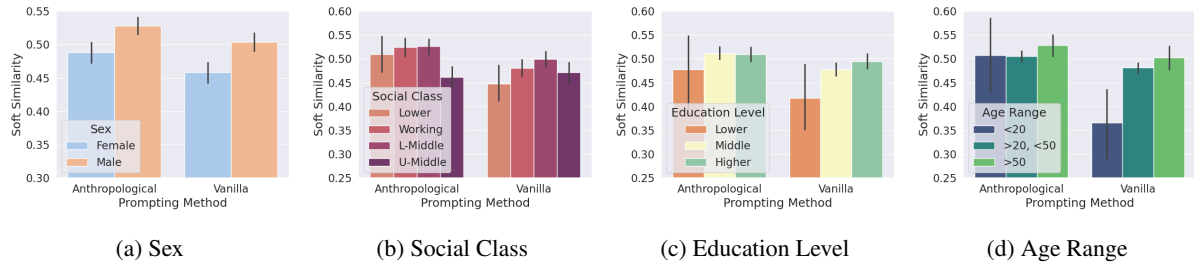 0.55
0.50
0.45
0.40
0.35
0.30
Soft Similarity
Sex
Female
Male
Anthropological Vanilla
Prompting Method
(a) Sex
0.60
0.55
0.50
0.45
0.40
0.35
0.30
0.25
Soft Similarity
Social Class
Lower
Working
L-Middle
U-Middle
Anthropological Vanilla
Prompting Method
(b) Social Class
0.60
0.55
0.50
0.45
0.40
0.35
0.30
0.25
Soft Similarity
Education Level
Lower
Middle
Higher
Anthropological Vanilla
Prompting Method
(c) Education Level
0.60
0.55
0.50
0.45
0.40
0.35
0.30
0.25
Soft Similarity
Age Range
<20
>20, <50
>50
Anthropological Vanilla
Prompting Method
(d) Age Range